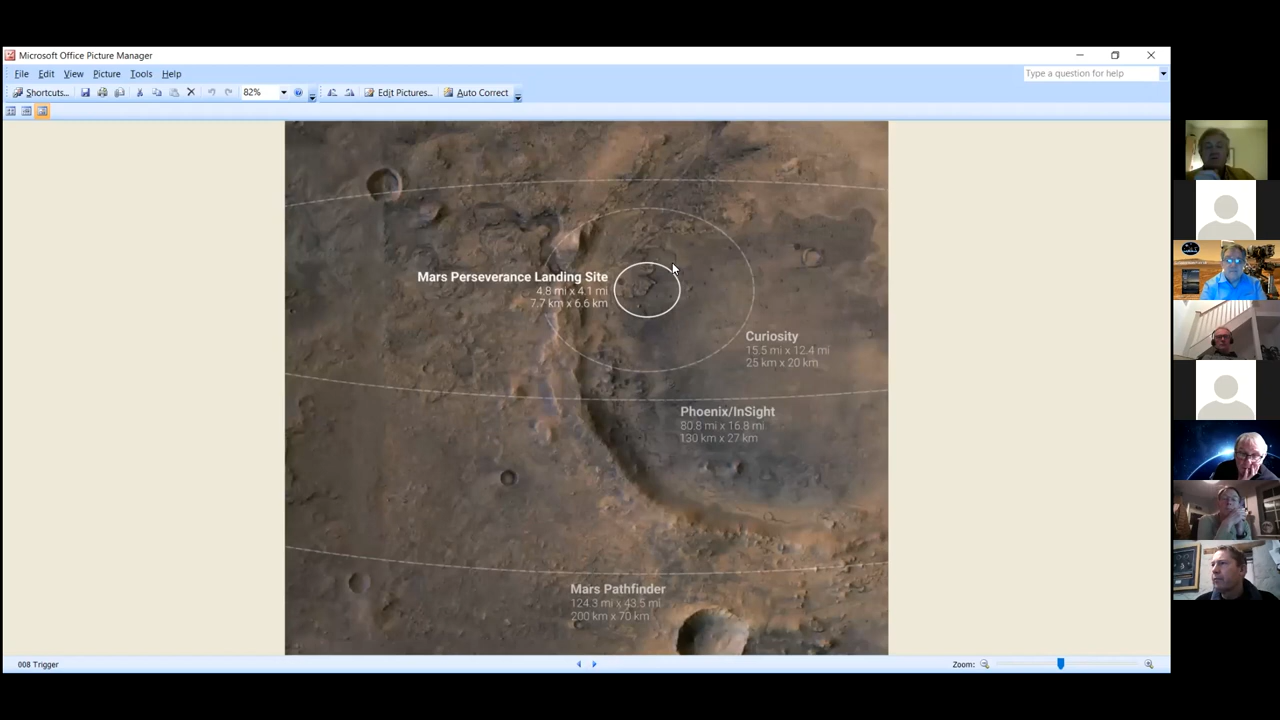 Microsoft Office Picture Manager
File Edit View Picture Tools Help
Type a question for help
Shortcuts...
82%
Edit Pictures...
Auto Correct
Mars Perseverance Landing Site
4.8 mi x 4.1 mi
7.7 km x 6.6 km
Curiosity
15.5 mi x 12.4 mi
25 km x 20 km
Phoenix/InSight
80.8 mi x 16.8 mi
130 km x 27 km
Mars Pathfinder
124.3 mi x 43.5 mi
200 km x 70 km
008 Trigger
Zoom: